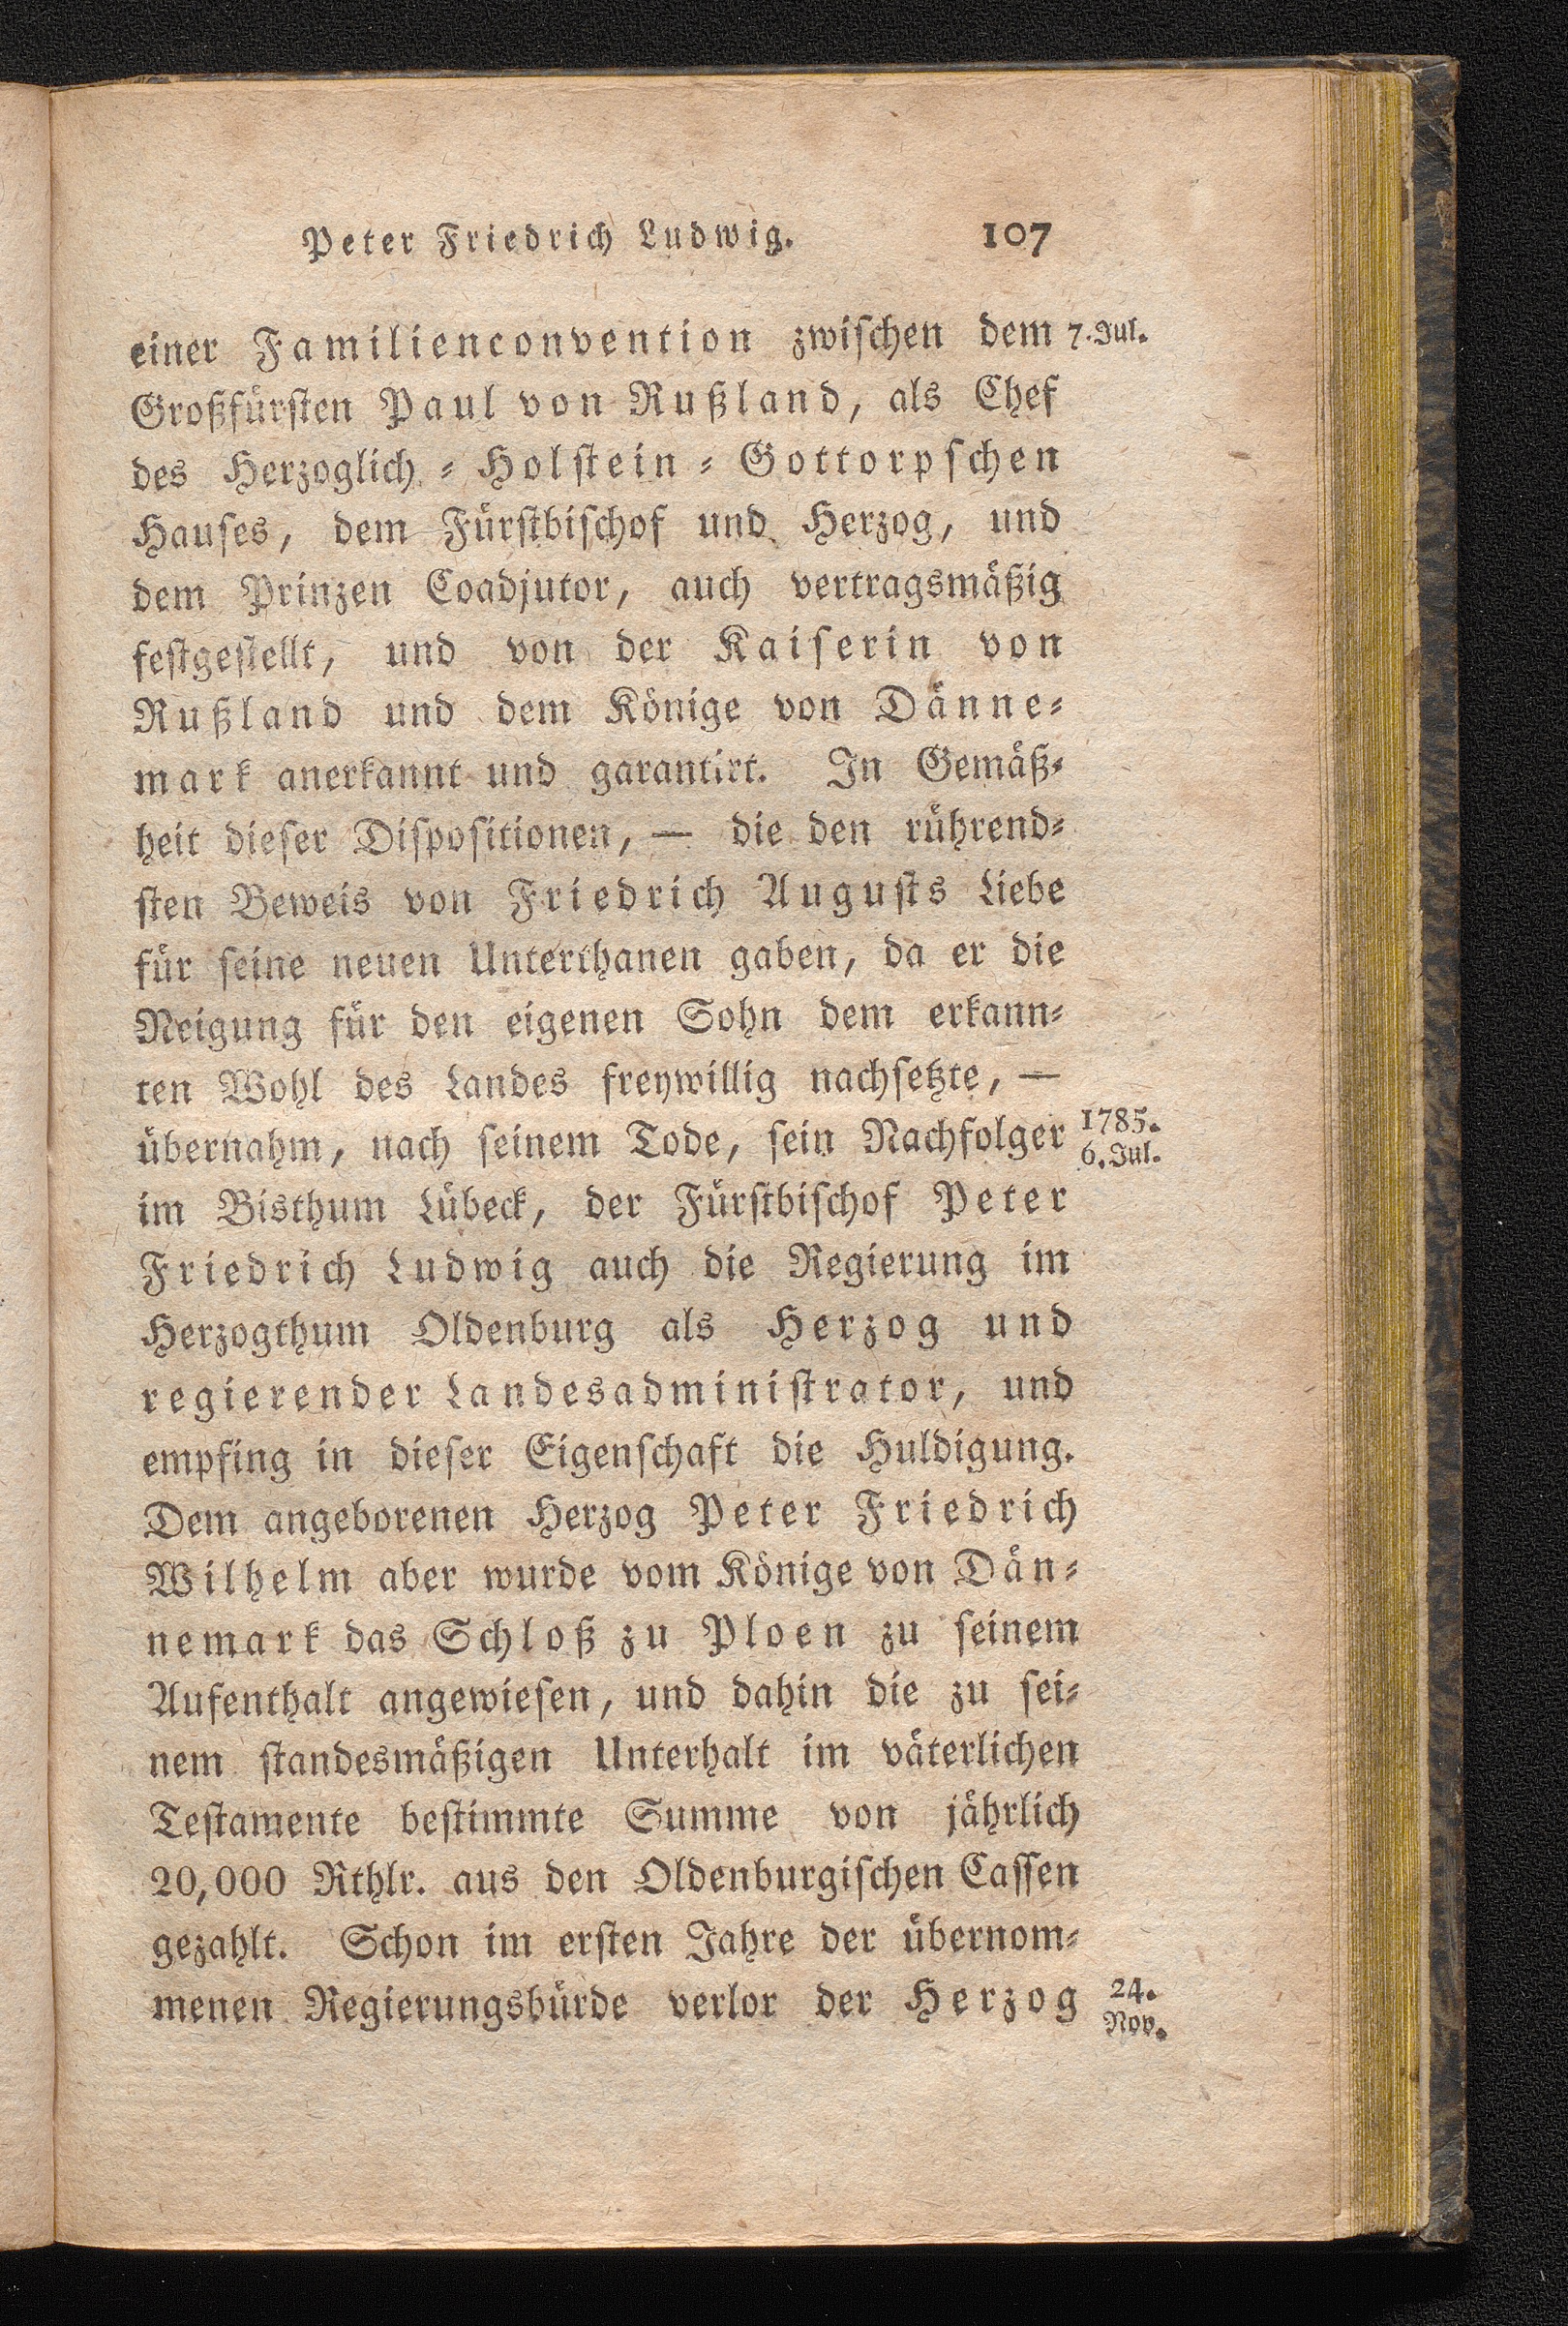 Peter Friedrich Ludwig. 107
einer Familienconvention zwiſchen dem 7. Jul.
Großfürſten Paul von Rußland, als Chef
des Herzoglich⸗Holſtein⸗Gottorpſchen
Hauſes, dem Fürſtbiſchof und Herzog, und
dem Prinzen Coadjutor, auch vertragsmäßig
feſtgeſtellt, und von der Kaiſerin von
Rußland und dem Könige von Dänne⸗
mark anerkannt und garantirt. In Gemäß⸗
heit dieſer Diſpoſitionen, — die den rührend⸗
ſten Beweis von Friedrich Auguſts Liebe
für ſeine neuen Unterthanen gaben, da er die
Neigung für den eigenen Sohn dem erkann⸗
ten Wohl des Landes freywillig nachſetzte, —
übernahm, nach ſeinem Tode, ſein Nachfolger 1785. 6. Jul.
im Bisthum Lübeck, der Fürſtbiſchof Peter
Friedrich Ludwig auch die Regierung im
Herzogthum Oldenburg als Herzog und
regierender Landesadminiſtrator, und
empfing in dieſer Eigenſchaft die Huldigung.
Dem angeborenen Herzog Peter Friedrich
Wilhelm aber wurde vom Könige von Dän⸗
nemark das Schloß zu Ploen zu ſeinem
Aufenthalt angewieſen, und dahin die zu ſei⸗
nem ſtandesmäßigen Unterhalt im väterlichen
Teſtamente beſtimmte Summe von jährlich
20,000 Rthlr. aus den Oldenburgiſchen Caſſen
gezahlt. Schon im erſten Jahre der übernom⸗
menen Regierungsbürde verlor der Herzog 24. Nov.